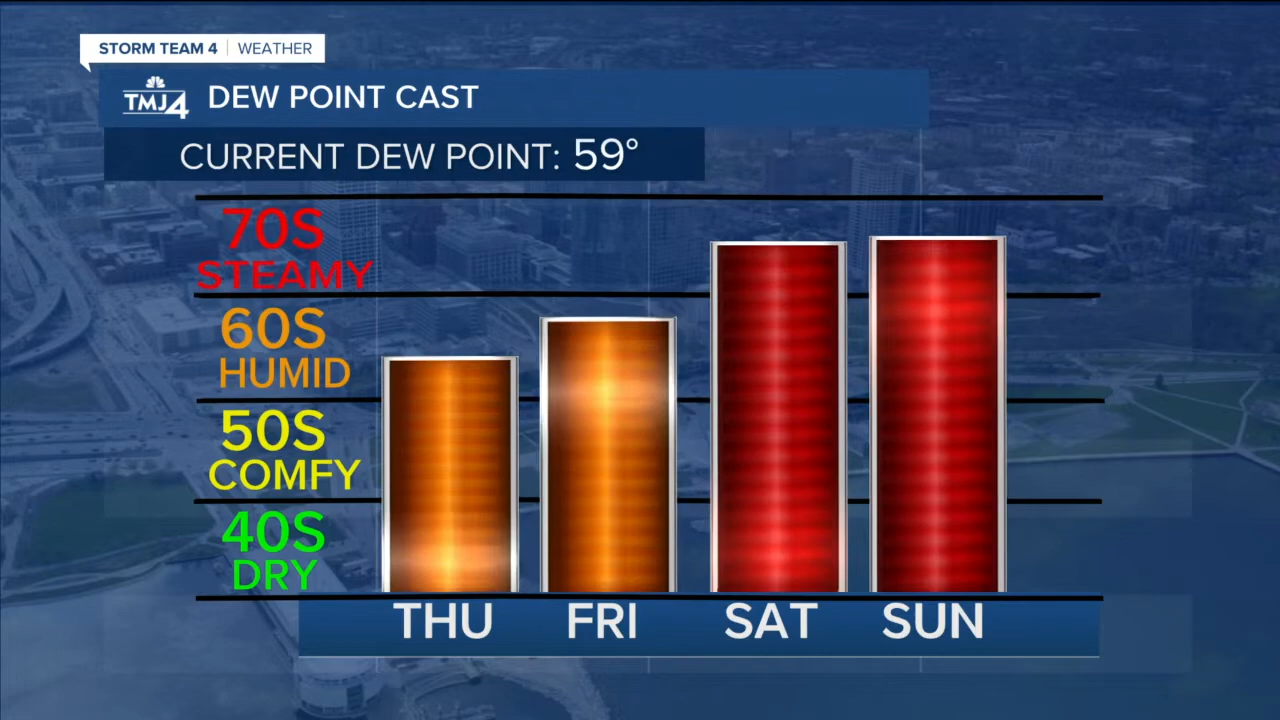 STORM TEAM 4 | WEATHER
TMJ4 DEW POINT CAST
CURRENT DEW POINT: 59°
70S
STEAMY
60S
HUMID
50S
COMFY
40S
DRY
THU FRI SAT SUN